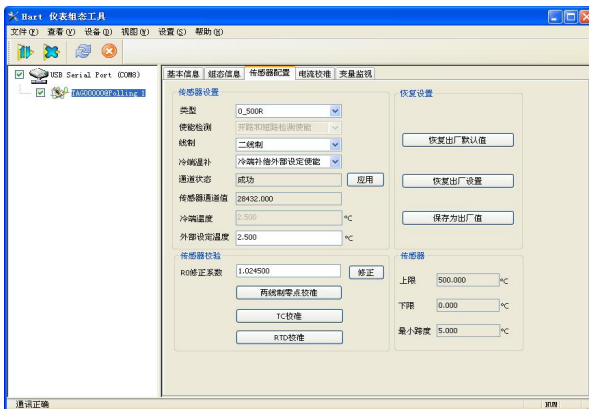 Hart 仪表组态工具
文件(F) 查看(V) 设备(D) 视图(W) 设置(S) 帮助(H)
USB Serial Port (COM8)
TAG00000@Polling 1
基本信息 组态信息 传感器配置 电流校准 变量监视
传感器设置
类型 0_500R
使能检测 开路和短路检测使能
线制 二线制
冷端温补 冷端补偿外部设定使能
通道状态 成功 应用
传感器通道值 28432.000
冷端温度 2.500 ℃
外部设定温度 2.500 ℃
传感器校验
R0修正系数 1.024500 修正
两线制零点校准
TC校准
RTD校准
恢复设置
恢复出厂默认值
恢复出厂设置
保存为出厂值
传感器
上限 500.000 ℃
下限 0.000 ℃
最小跨度 5.000 ℃
通讯正确 NUM